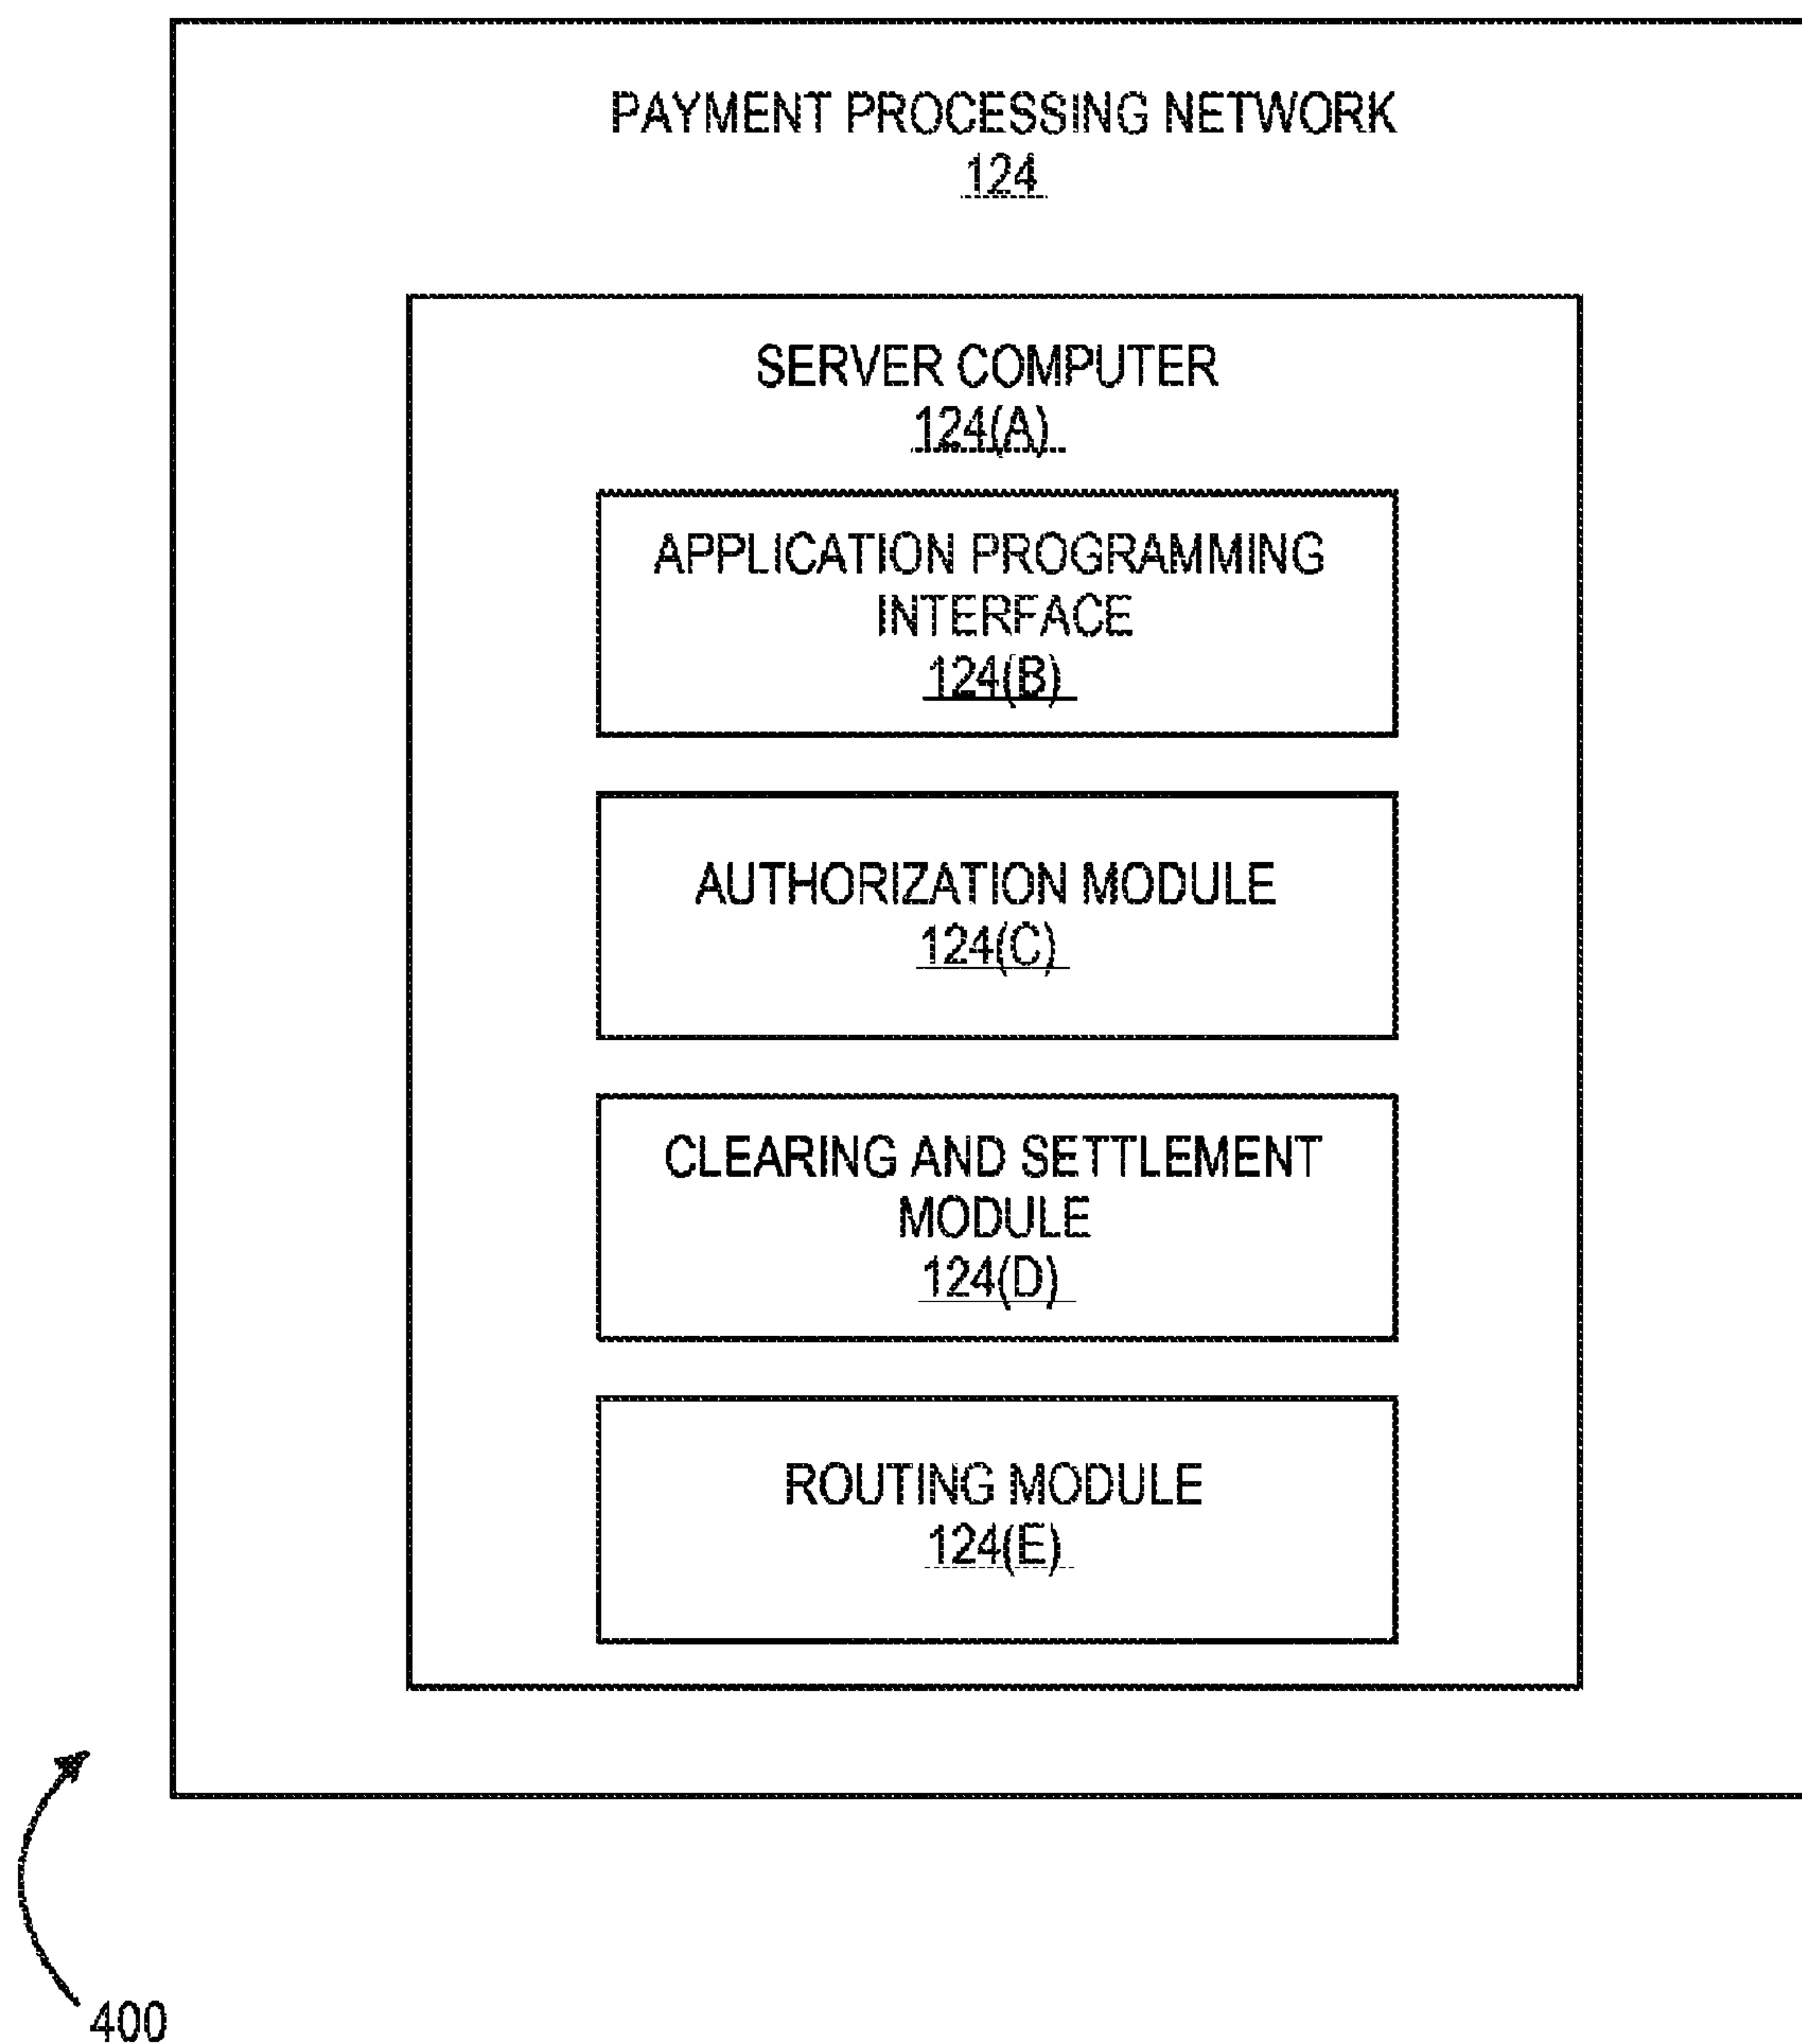 PAYMENT PROCESSING NETWORK
124
SERVER COMPUTER
124(A)
APPLICATION PROGRAMMING
INTERFACE
124(B)
AUTHORIZATION MODULE
124(C)
CLEARING AND SETTLEMENT
MODULE
124(D)
ROUTING MODULE
124(E)
400